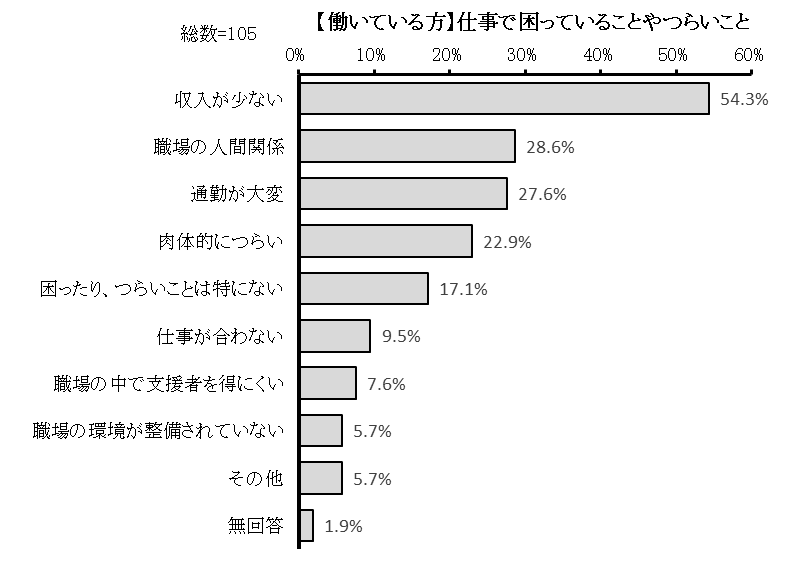 【働いている方】仕事で困っていることやつらいこと
総数=105
0% 10% 20% 30% 40% 50% 60%
収入が少ない 54.3%
職場の人間関係 28.6%
通勤が大変 27.6%
肉体的につらい 22.9%
困ったり、つらいことは特にない 17.1%
仕事が合わない 9.5%
職場の中で支援者を得にくい 7.6%
職場の環境が整備されていない 5.7%
その他 5.7%
無回答 1.9%